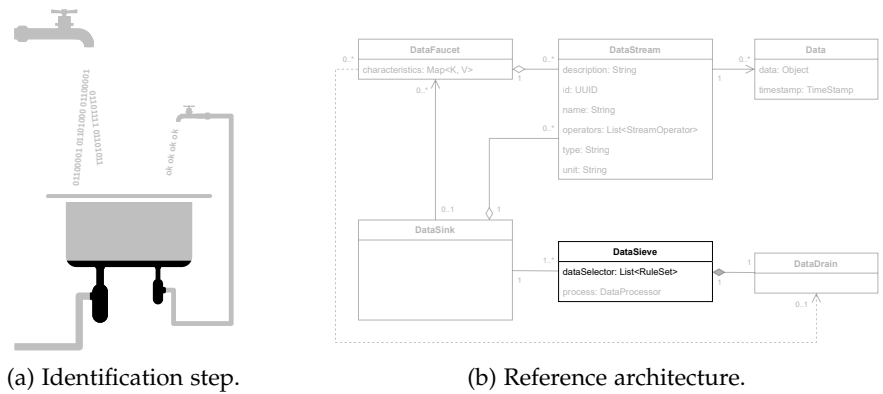 01100001 01101000 01100001
01101111 01101011
ok ok ok ok
(a) Identification step.
DataFaucet
characteristics: Map<K, V>
0..*
0..*
1
0..*
DataStream
description: String
id: UUID
name: String
operators: List<StreamOperator>
type: String
unit: String
0..*
1
0..*
Data
data: Object
timestamp: TimeStamp
0..1
1
DataSink
1..*
1
DataSieve
dataSelector: List<RuleSet>
process: DataProcessor
1
1
DataDrain
0..1
(b) Reference architecture.